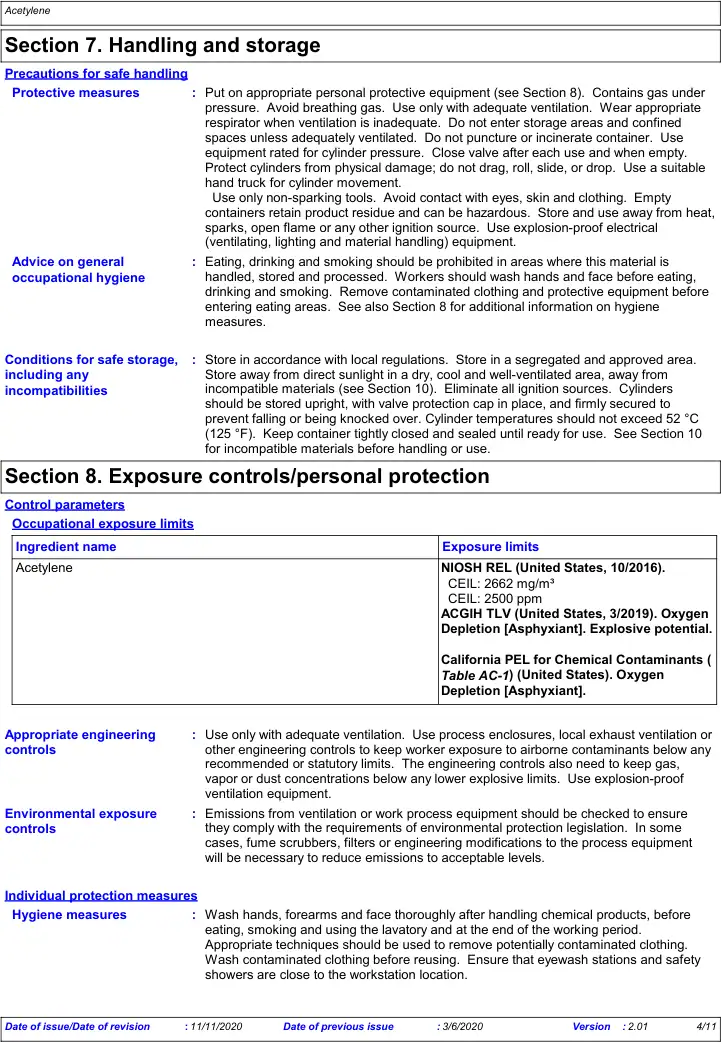 Acetylene
Section 7. Handling and storage
Precautions for safe handling
Protective measures : Put on appropriate personal protective equipment (see Section 8).  Contains gas under
pressure.  Avoid breathing gas.  Use only with adequate ventilation.  Wear appropriate
respirator when ventilation is inadequate.  Do not enter storage areas and confined
spaces unless adequately ventilated.  Do not puncture or incinerate container.  Use
equipment rated for cylinder pressure.  Close valve after each use and when empty.
Protect cylinders from physical damage; do not drag, roll, slide, or drop.  Use a suitable
hand truck for cylinder movement.
Use only non-sparking tools.  Avoid contact with eyes, skin and clothing.  Empty
containers retain product residue and can be hazardous.  Store and use away from heat,
sparks, open flame or any other ignition source.  Use explosion-proof electrical
(ventilating, lighting and material handling) equipment.
Advice on general : Eating, drinking and smoking should be prohibited in areas where this material is
occupational hygiene handled, stored and processed.  Workers should wash hands and face before eating,
drinking and smoking.  Remove contaminated clothing and protective equipment before
entering eating areas.  See also Section 8 for additional information on hygiene
measures.
Conditions for safe storage, : Store in accordance with local regulations.  Store in a segregated and approved area.
including any Store away from direct sunlight in a dry, cool and well-ventilated area, away from
incompatibilities incompatible materials (see Section 10).  Eliminate all ignition sources.  Cylinders
should be stored upright, with valve protection cap in place, and firmly secured to
prevent falling or being knocked over. Cylinder temperatures should not exceed 52 °C
(125 °F).  Keep container tightly closed and sealed until ready for use.  See Section 10
for incompatible materials before handling or use.
Section 8. Exposure controls/personal protection
Control parameters
Occupational exposure limits
Ingredient name Exposure limits
Acetylene NIOSH REL (United States, 10/2016).
CEIL: 2662 mg/m³
CEIL: 2500 ppm
ACGIH TLV (United States, 3/2019). Oxygen
Depletion [Asphyxiant]. Explosive potential.
California PEL for Chemical Contaminants (
Table AC-1) (United States). Oxygen
Depletion [Asphyxiant].
Appropriate engineering : Use only with adequate ventilation.  Use process enclosures, local exhaust ventilation or
controls other engineering controls to keep worker exposure to airborne contaminants below any
recommended or statutory limits.  The engineering controls also need to keep gas,
vapor or dust concentrations below any lower explosive limits.  Use explosion-proof
ventilation equipment.
Environmental exposure : Emissions from ventilation or work process equipment should be checked to ensure
controls they comply with the requirements of environmental protection legislation.  In some
cases, fume scrubbers, filters or engineering modifications to the process equipment
will be necessary to reduce emissions to acceptable levels.
Individual protection measures
Hygiene measures : Wash hands, forearms and face thoroughly after handling chemical products, before
eating, smoking and using the lavatory and at the end of the working period.
Appropriate techniques should be used to remove potentially contaminated clothing.
Wash contaminated clothing before reusing.  Ensure that eyewash stations and safety
showers are close to the workstation location.
Date of issue/Date of revision : 11/11/2020 Date of previous issue : 3/6/2020 Version : 2.01 4/11